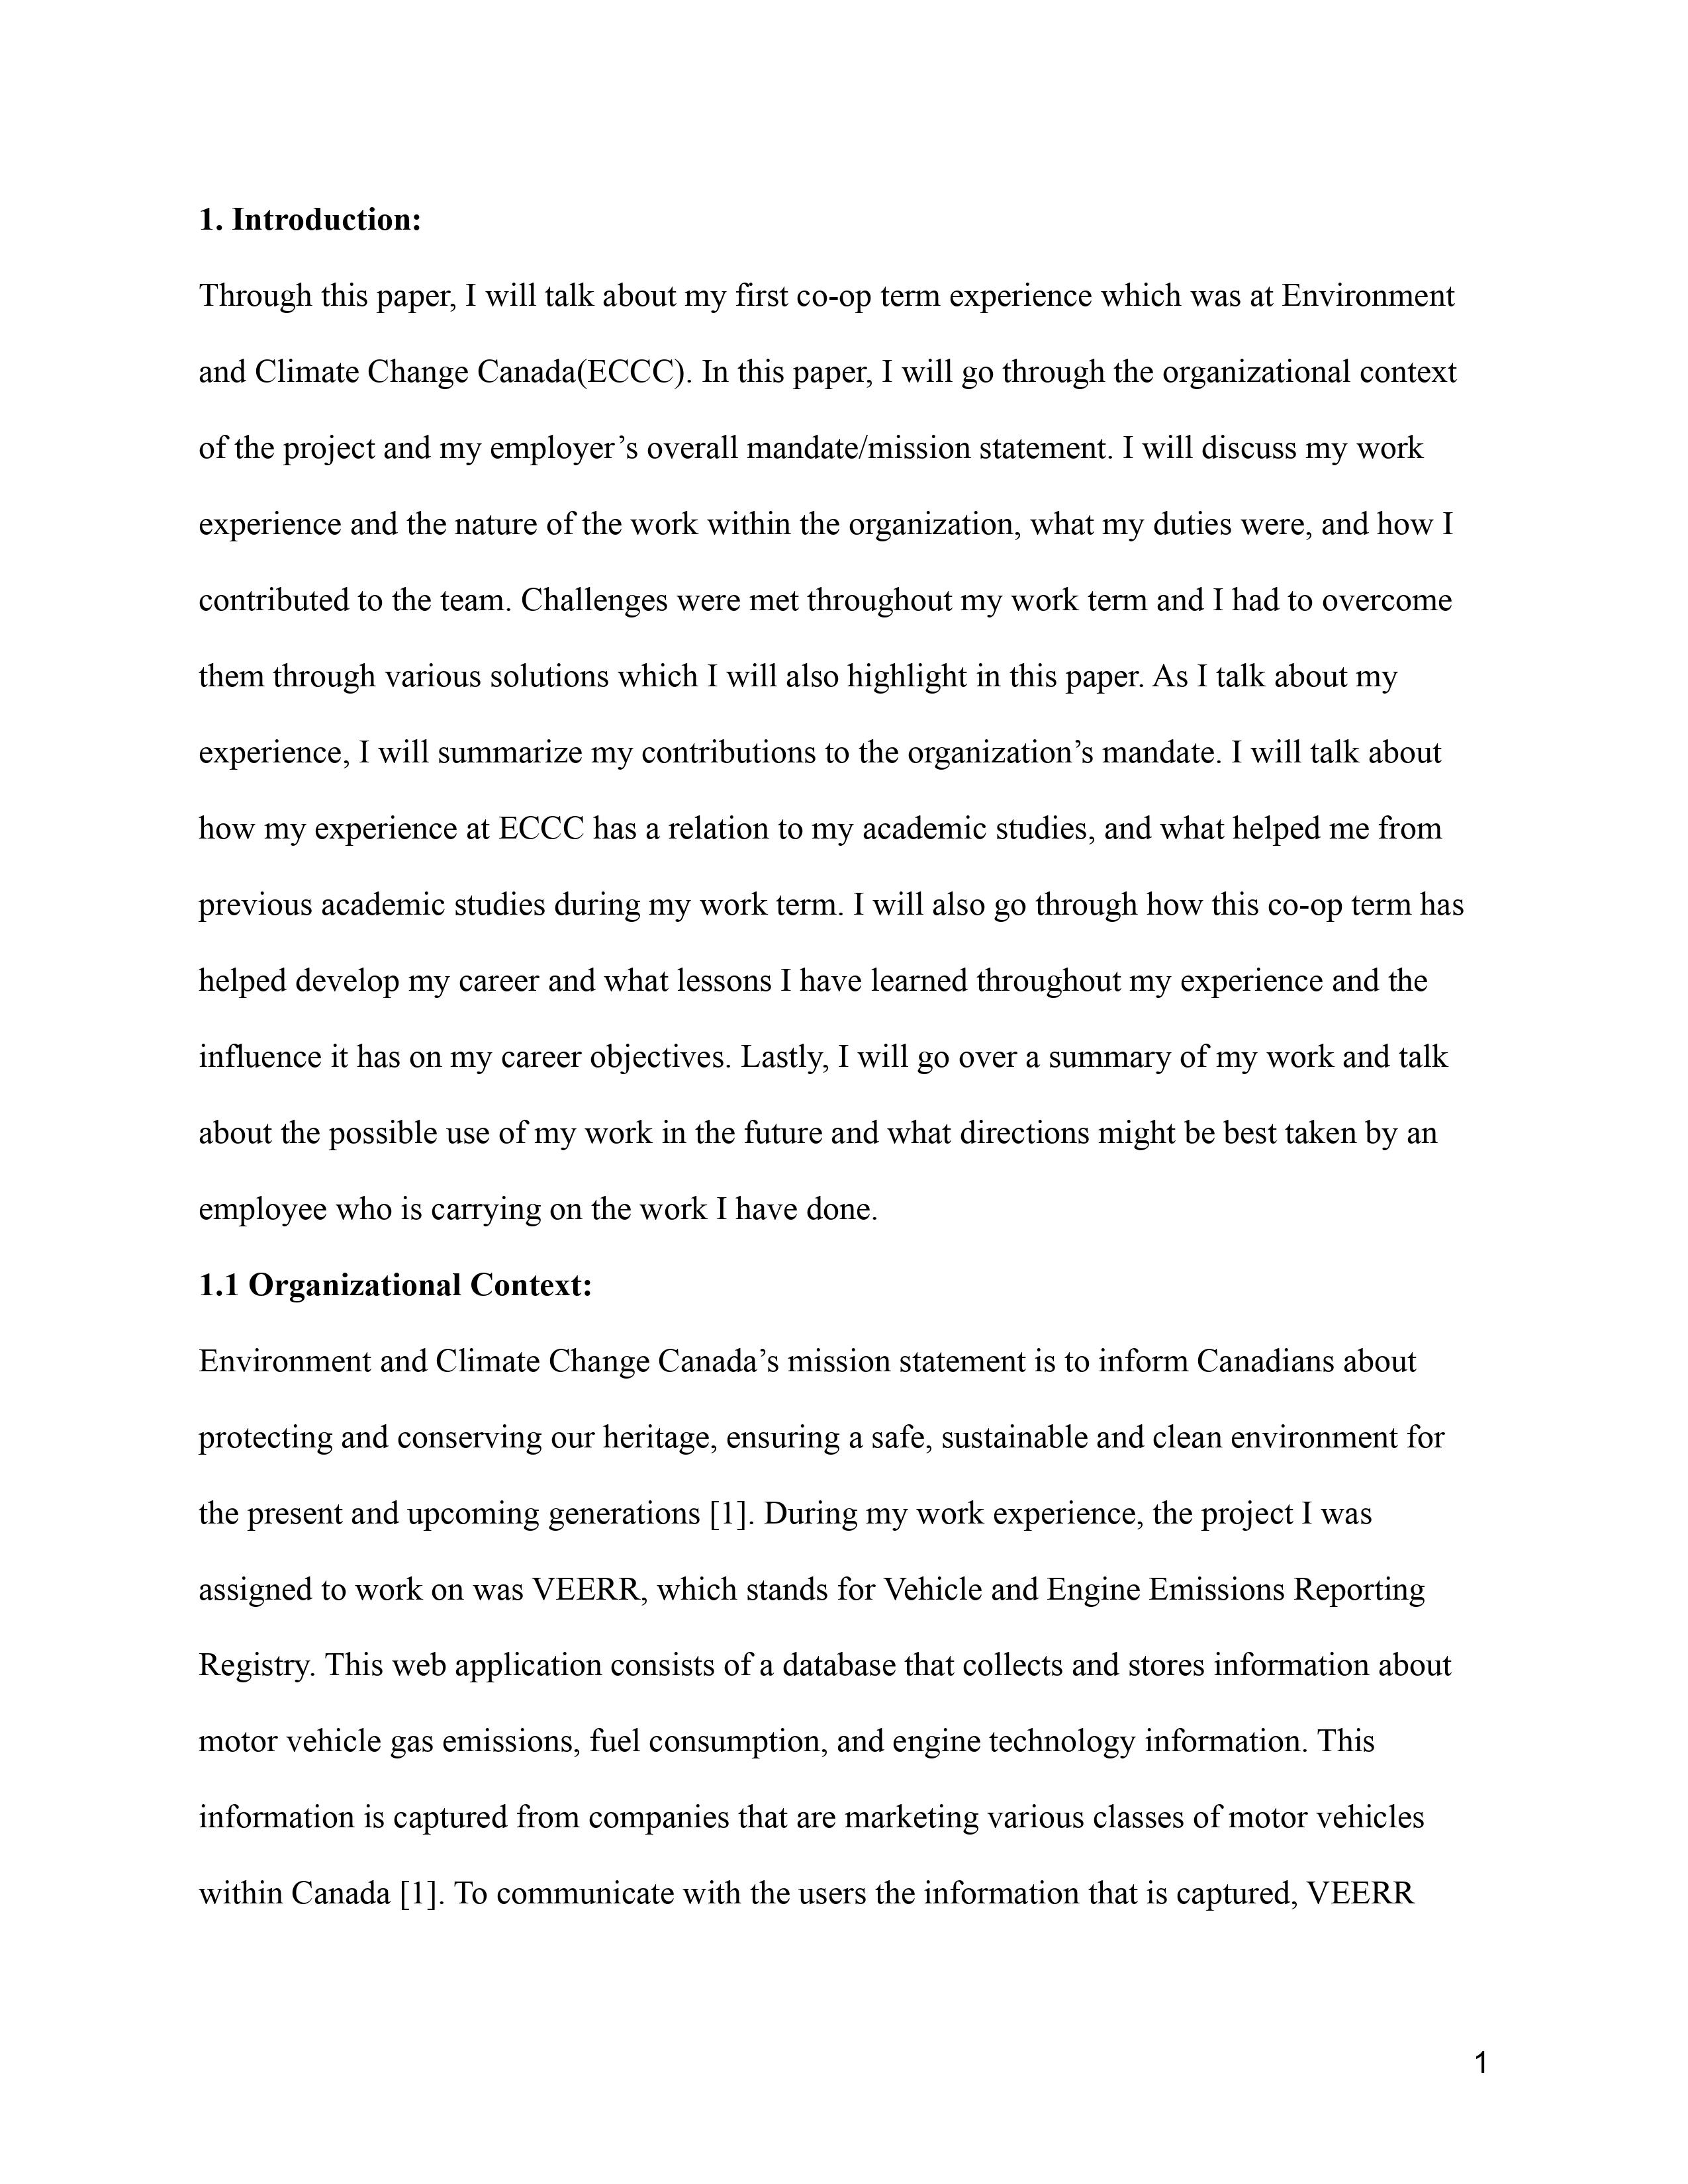 1. Introduction:
Through this paper, I will talk about my first co-op term experience which was at Environment
and Climate Change Canada(ECCC). In this paper, I will go through the organizational context
of the project and my employer’s overall mandate/mission statement. I will discuss my work
experience and the nature of the work within the organization, what my duties were, and how I
contributed to the team. Challenges were met throughout my work term and I had to overcome
them through various solutions which I will also highlight in this paper. As I talk about my
experience, I will summarize my contributions to the organization’s mandate. I will talk about
how my experience at ECCC has a relation to my academic studies, and what helped me from
previous academic studies during my work term. I will also go through how this co-op term has
helped develop my career and what lessons I have learned throughout my experience and the
influence it has on my career objectives. Lastly, I will go over a summary of my work and talk
about the possible use of my work in the future and what directions might be best taken by an
employee who is carrying on the work I have done.
1.1 Organizational Context:
Environment and Climate Change Canada’s mission statement is to inform Canadians about
protecting and conserving our heritage, ensuring a safe, sustainable and clean environment for
the present and upcoming generations [1]. During my work experience, the project I was
assigned to work on was VEERR, which stands for Vehicle and Engine Emissions Reporting
Registry. This web application consists of a database that collects and stores information about
motor vehicle gas emissions, fuel consumption, and engine technology information. This
information is captured from companies that are marketing various classes of motor vehicles
within Canada [1]. To communicate with the users the information that is captured, VEERR
1